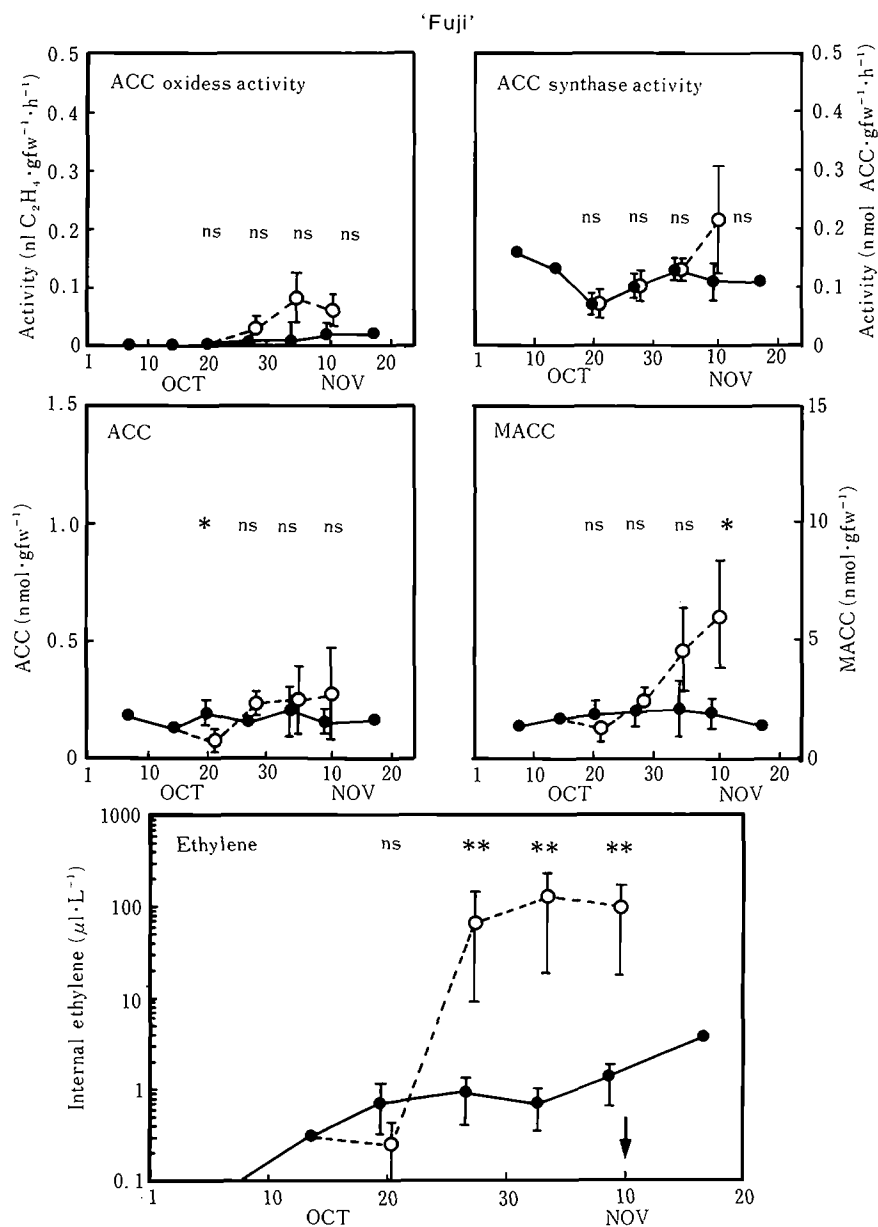 'Fuji'
0.5 0.4 0.3 0.2 0.1 0
Activity (nl C₂H₄·gfw⁻¹·h⁻¹)
ACC oxidess activity
ns ns ns ns
1 10 20 30 10 20
OCT NOV
ACC synthase activity
ns ns ns ns
0.5 0.4 0.3 0.2 0.1 0
Activity (nmol ACC·gfw⁻¹·h⁻¹)
1 10 20 30 10 20
OCT NOV
1.5 1.0 0.5 0
ACC (nmol·gfw⁻¹)
ACC
* ns ns ns
1 10 20 30 10 20
OCT NOV
MACC
ns ns ns *
15 10 5 0
MACC (nmol·gfw⁻¹)
1 10 20 30 10 20
OCT NOV
1000 100 10 1 0.1
Internal ethylene (μl·L⁻¹)
Ethylene
ns ** ** **
1 10 20 30 10 20
OCT NOV